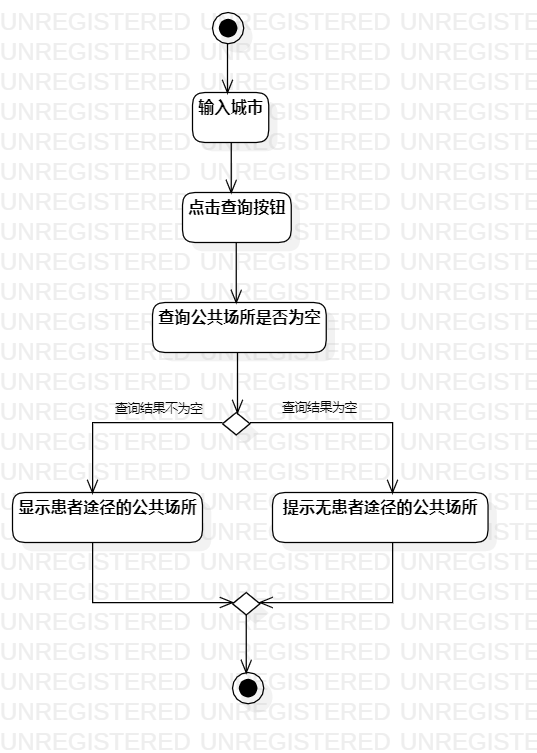 输入城市
点击查询按钮
查询公共场所是否为空
查询结果不为空
查询结果为空
显示患者途径的公共场所
提示无患者途径的公共场所
UNREGISTERED